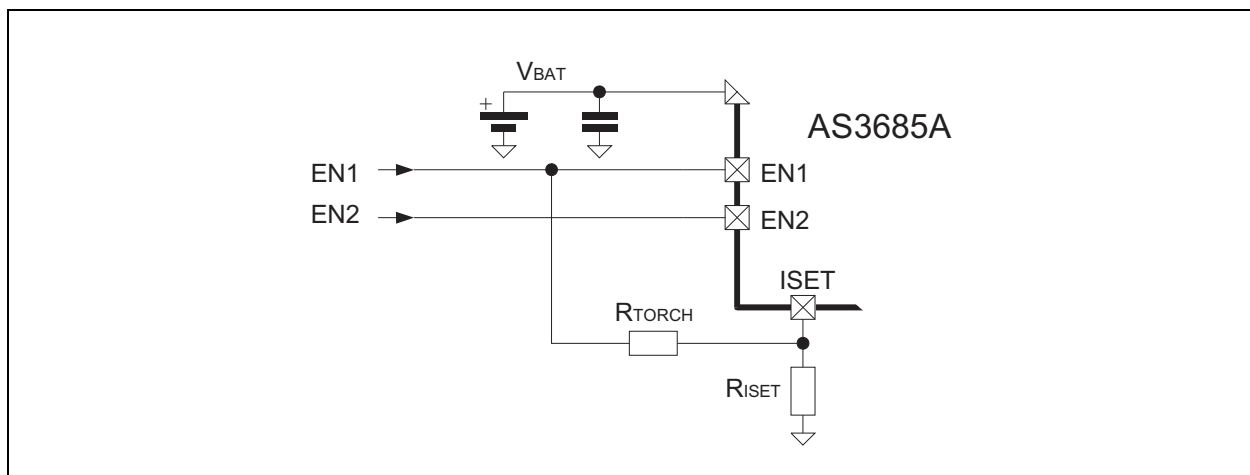 VBAT
+
AS3685A
EN1
EN1
EN2
EN2
ISET
RTORCH
RISET